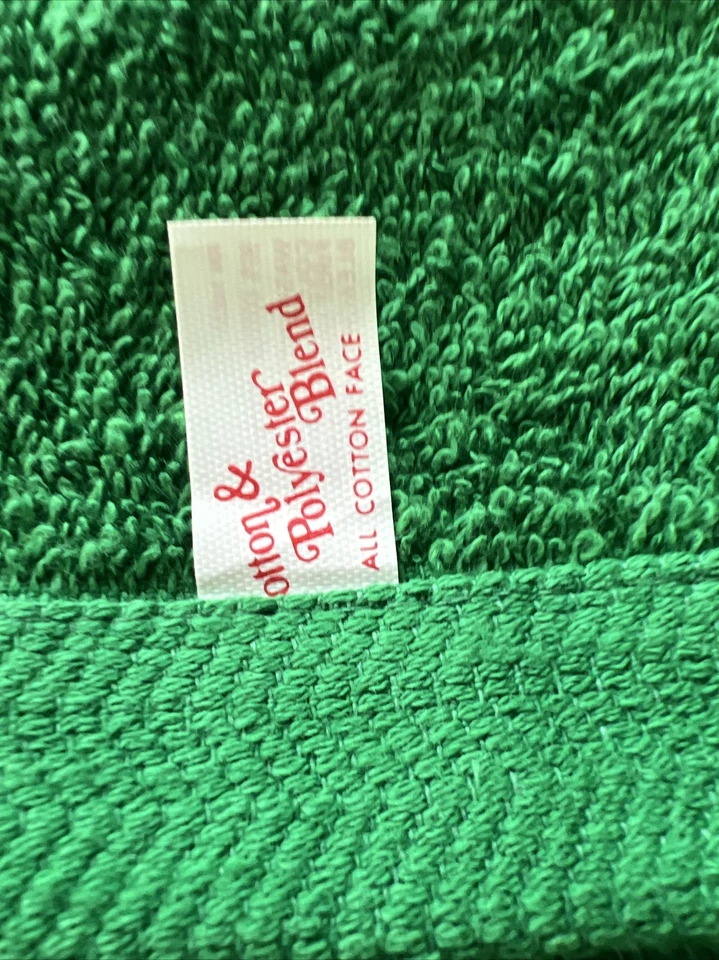 otton &
Polyester
Blend
ALL COTTON FACE